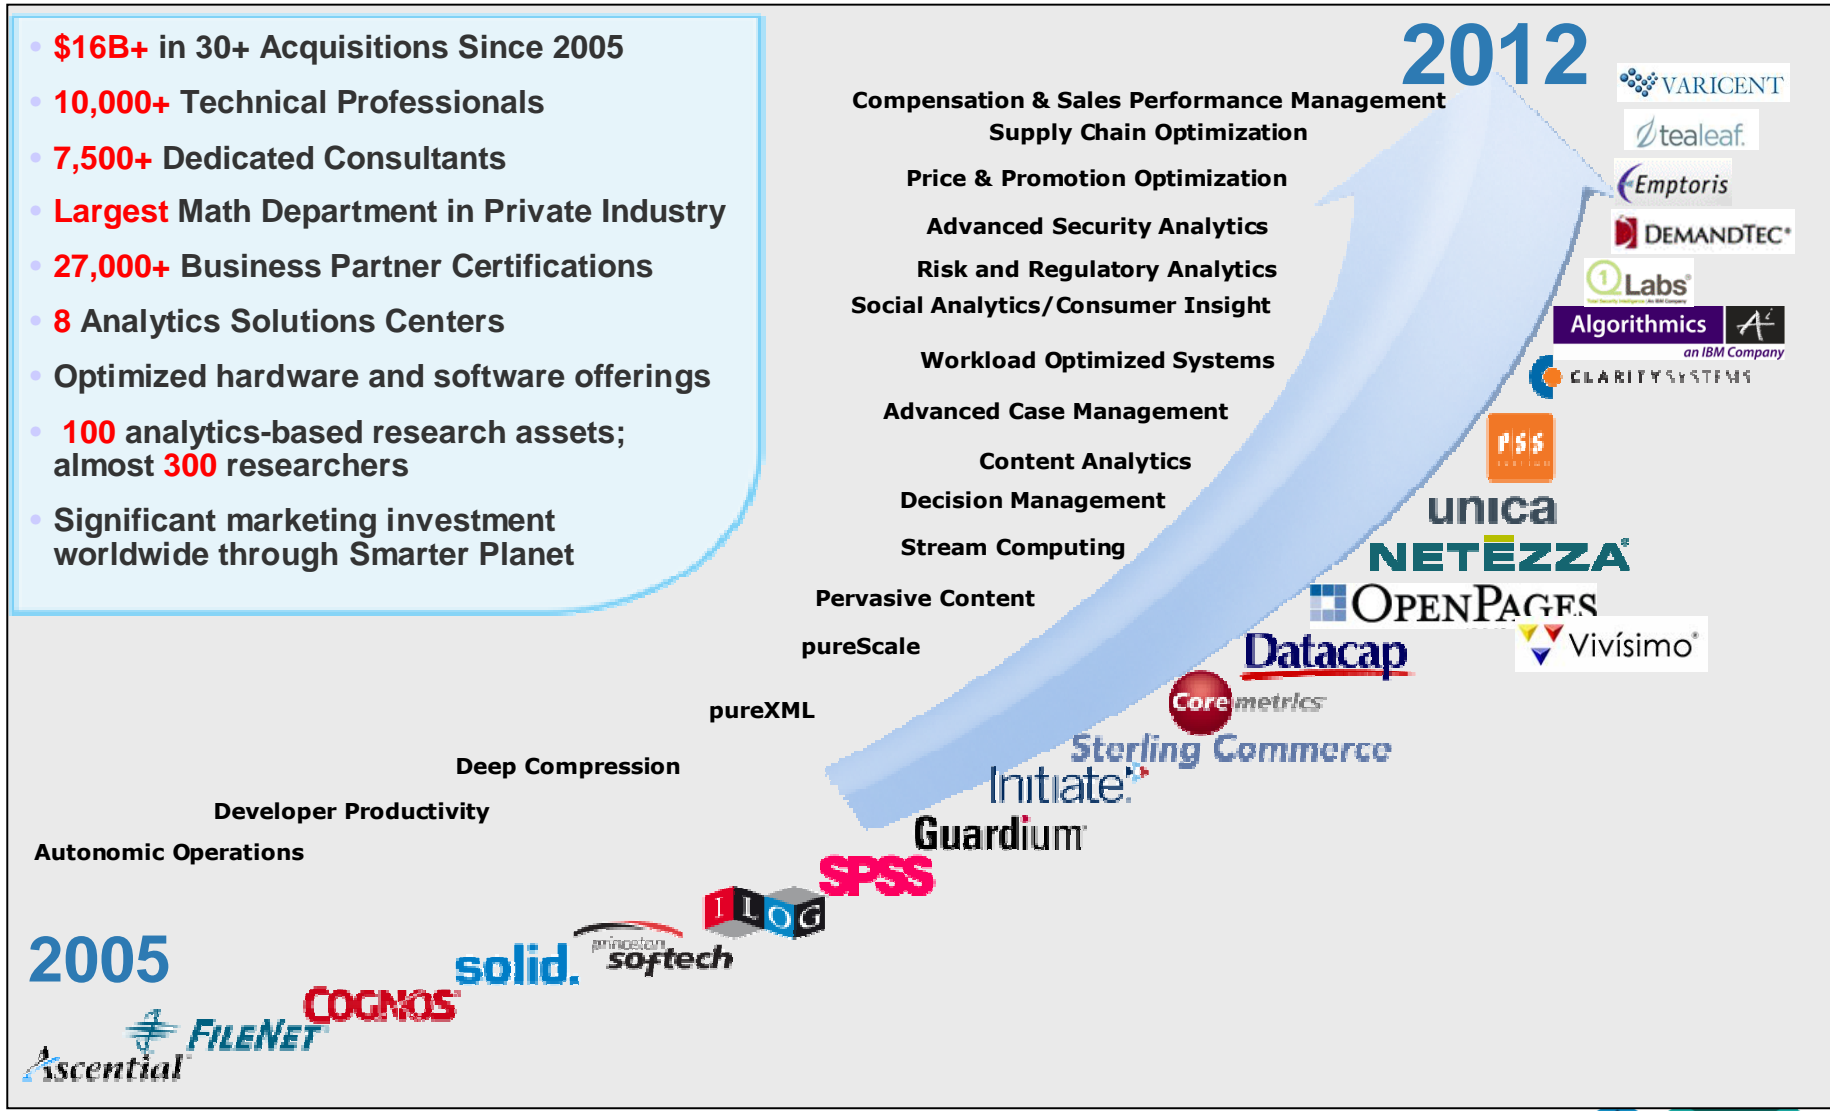 $16B+ in 30+ Acquisitions Since 2005
10,000+ Technical Professionals
7,500+ Dedicated Consultants
Largest Math Department in Private Industry
27,000+ Business Partner Certifications
8 Analytics Solutions Centers
Optimized hardware and software offerings
100 analytics-based research assets;
almost 300 researchers
Significant marketing investment
worldwide through Smarter Planet
2012
Compensation & Sales Performance Management
Supply Chain Optimization
Price & Promotion Optimization
Advanced Security Analytics
Risk and Regulatory Analytics
Social Analytics/Consumer Insight
Workload Optimized Systems
Advanced Case Management
Content Analytics
Decision Management
Stream Computing
Pervasive Content
pureScale
pureXML
Deep Compression
Developer Productivity
Autonomic Operations
VARICENT
tealeaf.
Emptoris
DEMANDTEC
Q1 Labs
Algorithmics Ai
an IBM Company
CLARITY SYSTEMS
PSS
unica
NETEZZA
OPENPAGES
Vivísimo
Datacap
Coremetrics
Sterling Commerce
Initiate
Guardium
SPSS
ILOG
princeton
softech
solid.
COGNOS
FILENET
Ascential
2005